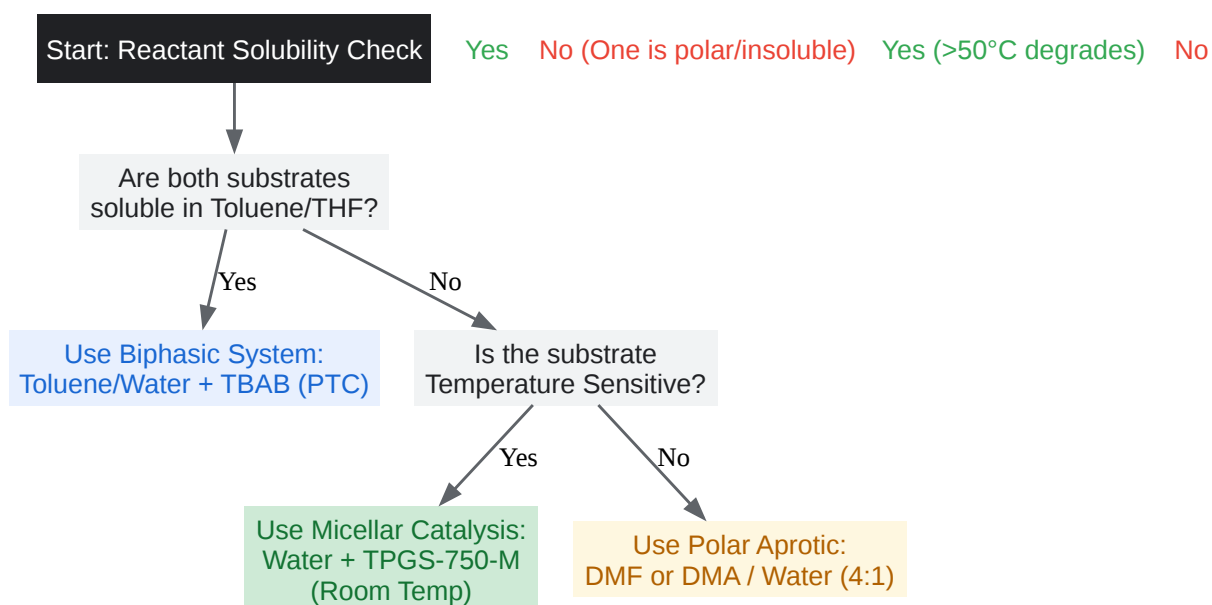 Start: Reactant Solubility Check
Yes
No (One is polar/insoluble)
Yes (>50°C degrades)
No
Are both substrates
soluble in Toluene/THF?
Yes
No
Use Biphasic System:
Toluene/Water + TBAB (PTC)
Is the substrate
Temperature Sensitive?
Yes
No
Use Micellar Catalysis:
Water + TPGS-750-M
(Room Temp)
Use Polar Aprotic:
DMF or DMA / Water (4:1)